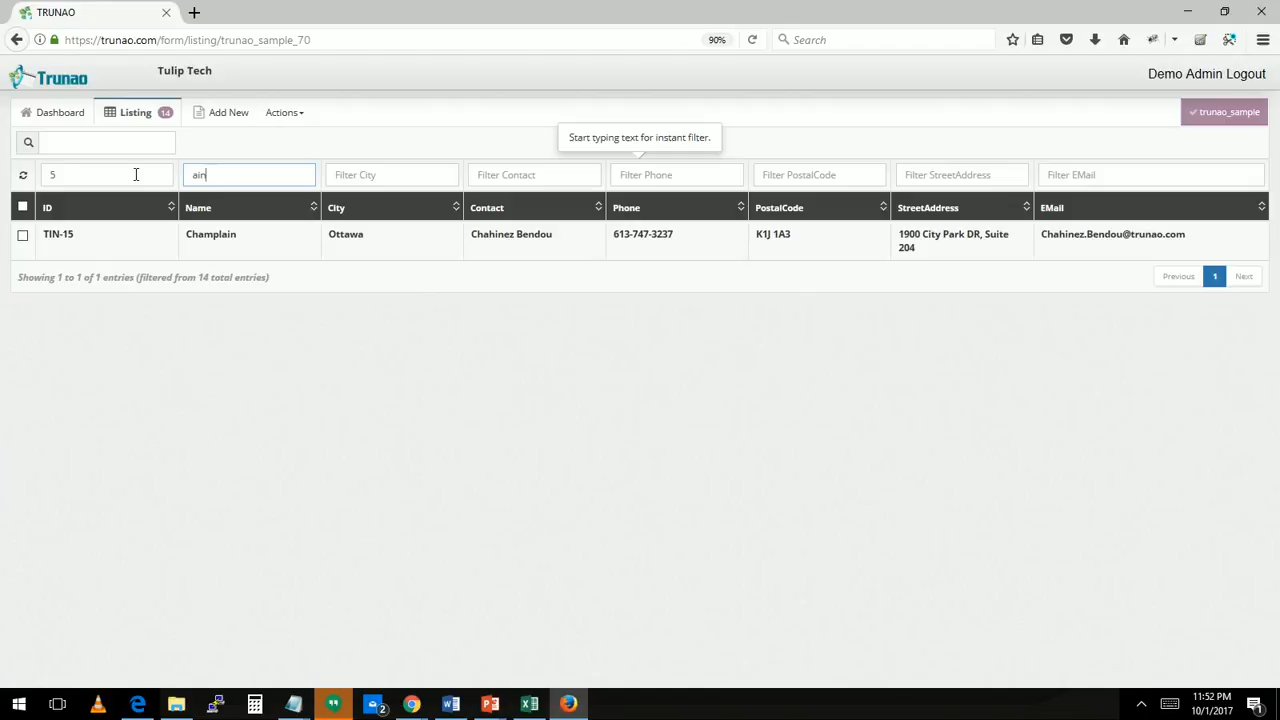 TRUNAO
https://trunao.com/form/listing/trunao_sample_70
90%
Search
Trunao
Tulip Tech
Demo Admin Logout
Dashboard
Listing 14
Add New
Actions
trunao_sample
Start typing text for instant filter.
5
ain
Filter City
Filter Contact
Filter Phone
Filter PostalCode
Filter StreetAddress
Filter EMail
ID
Name
City
Contact
Phone
PostalCode
StreetAddress
EMail
TIN-15
Champlain
Ottawa
Chahinez Bendou
613-747-3237
K1J 1A3
1900 City Park DR, Suite
204
Chahinez.Bendou@trunao.com
Showing 1 to 1 of 1 entries (filtered from 14 total entries)
Previous
1
Next
2
11:52 PM
10/1/2017